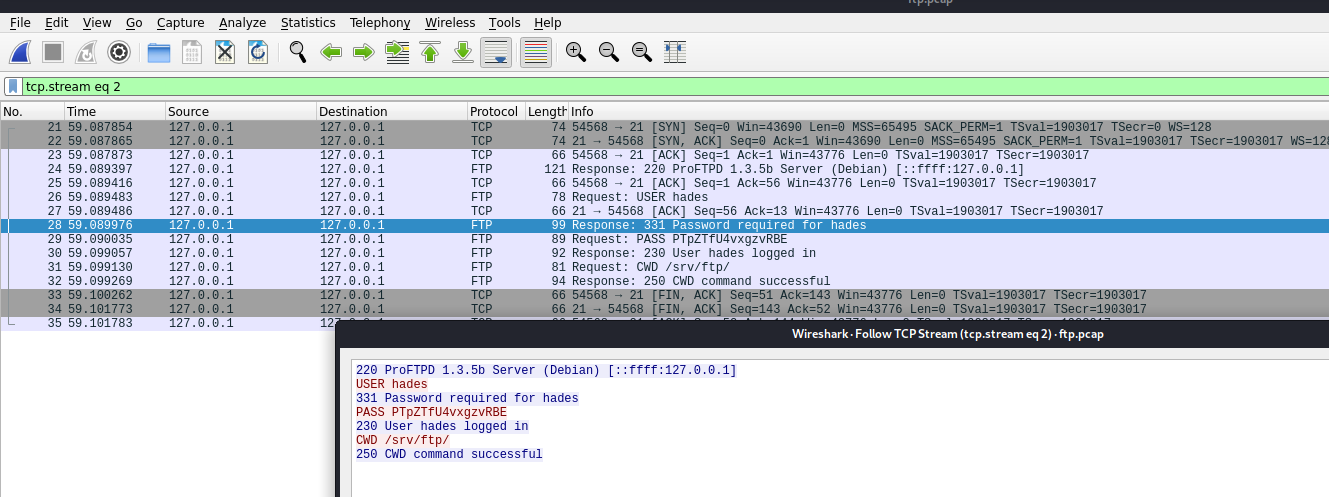 ftp.pcap
File Edit View Go Capture Analyze Statistics Telephony Wireless Tools Help
tcp.stream eq 2
No. Time Source Destination Protocol Length Info
21 59.087854 127.0.0.1 127.0.0.1 TCP 74 54568 → 21 [SYN] Seq=0 Win=43690 Len=0 MSS=65495 SACK_PERM=1 TSval=1903017 TSecr=0 WS=128
22 59.087865 127.0.0.1 127.0.0.1 TCP 74 21 → 54568 [SYN, ACK] Seq=0 Ack=1 Win=43690 Len=0 MSS=65495 SACK_PERM=1 TSval=1903017 TSecr=1903017 WS=128
23 59.087873 127.0.0.1 127.0.0.1 TCP 66 54568 → 21 [ACK] Seq=1 Ack=1 Win=43776 Len=0 TSval=1903017 TSecr=1903017
24 59.089397 127.0.0.1 127.0.0.1 FTP 121 Response: 220 ProFTPD 1.3.5b Server (Debian) [::ffff:127.0.0.1]
25 59.089416 127.0.0.1 127.0.0.1 TCP 66 54568 → 21 [ACK] Seq=1 Ack=56 Win=43776 Len=0 TSval=1903017 TSecr=1903017
26 59.089483 127.0.0.1 127.0.0.1 FTP 78 Request: USER hades
27 59.089486 127.0.0.1 127.0.0.1 TCP 66 21 → 54568 [ACK] Seq=56 Ack=13 Win=43776 Len=0 TSval=1903017 TSecr=1903017
28 59.089976 127.0.0.1 127.0.0.1 FTP 99 Response: 331 Password required for hades
29 59.090035 127.0.0.1 127.0.0.1 FTP 89 Request: PASS PTpZTfU4vxgzvRBE
30 59.099057 127.0.0.1 127.0.0.1 FTP 92 Response: 230 User hades logged in
31 59.099130 127.0.0.1 127.0.0.1 FTP 81 Request: CWD /srv/ftp/
32 59.099269 127.0.0.1 127.0.0.1 FTP 94 Response: 250 CWD command successful
33 59.100262 127.0.0.1 127.0.0.1 TCP 66 54568 → 21 [FIN, ACK] Seq=51 Ack=143 Win=43776 Len=0 TSval=1903017 TSecr=1903017
34 59.101773 127.0.0.1 127.0.0.1 TCP 66 21 → 54568 [FIN, ACK] Seq=143 Ack=52 Win=43776 Len=0 TSval=1903017 TSecr=1903017
35 59.101783 127.0.0.1
Wireshark · Follow TCP Stream (tcp.stream eq 2) · ftp.pcap
220 ProFTPD 1.3.5b Server (Debian) [::ffff:127.0.0.1]
USER hades
331 Password required for hades
PASS PTpZTfU4vxgzvRBE
230 User hades logged in
CWD /srv/ftp/
250 CWD command successful